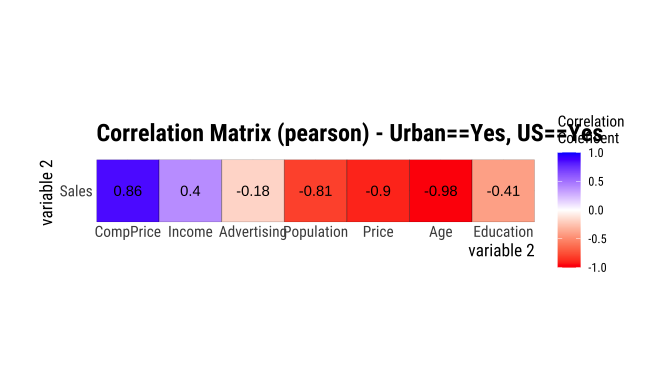 Correlation Matrix (pearson) - Urban==Yes, US==Yes
Correlation
Coefficent
variable 2
Sales
0.86 0.4 -0.18 -0.81 -0.9 -0.98 -0.41
CompPrice Income Advertising Population Price Age Education
variable 2
1.0
0.5
0.0
-0.5
-1.0